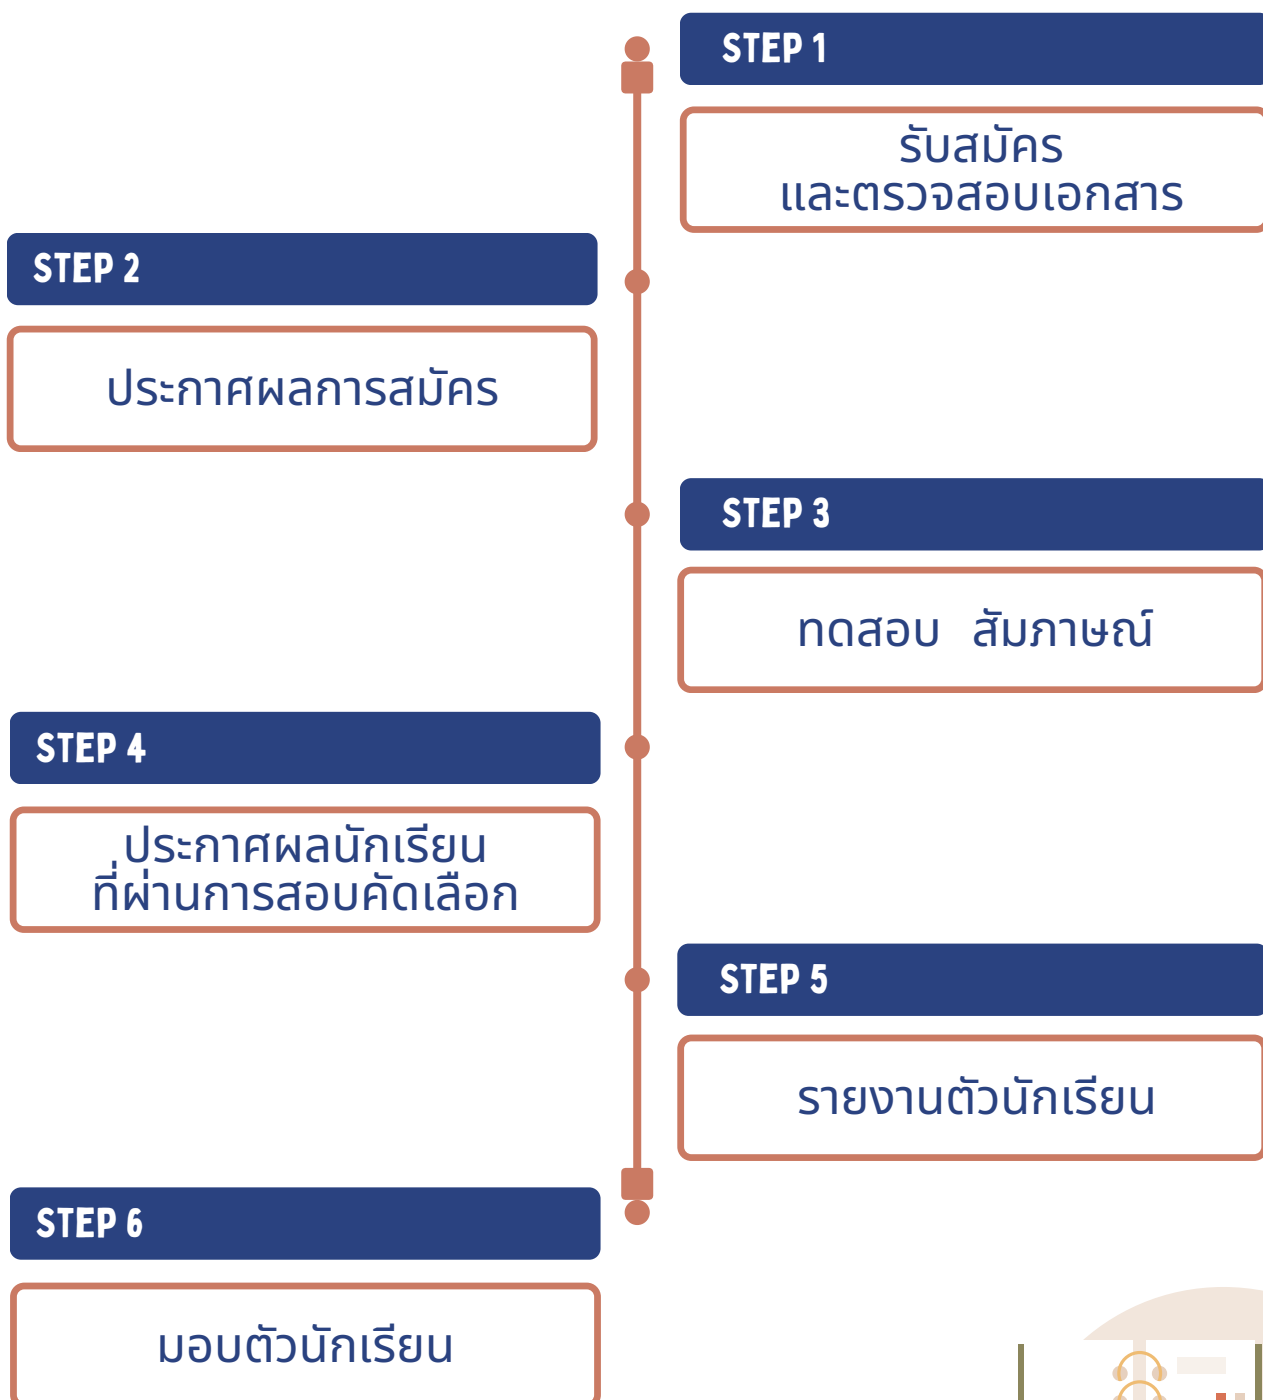 STEP 1
รับสมัคร
และตรวจสอบเอกสาร
STEP 2
ประกาศผลการสมัคร
STEP 3
ทดสอบ สัมภาษณ์
STEP 4
ประกาศผลนักเรียน
ที่ผ่านการสอบคัดเลือก
STEP 5
รายงานตัวนักเรียน
STEP 6
มอบตัวนักเรียน